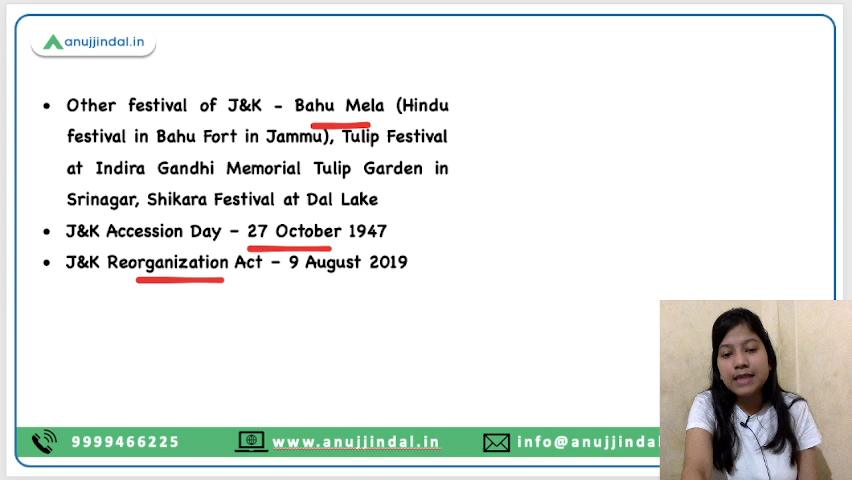 anujjindal.in
• Other festival of J&K - Bahu Mela (Hindu
festival in Bahu Fort in Jammu), Tulip Festival
at Indira Gandhi Memorial Tulip Garden in
Srinagar, Shikara Festival at Dal Lake
• J&K Accession Day – 27 October 1947
• J&K Reorganization Act – 9 August 2019
9999466225 www.anujjindal.in info@anujjindal